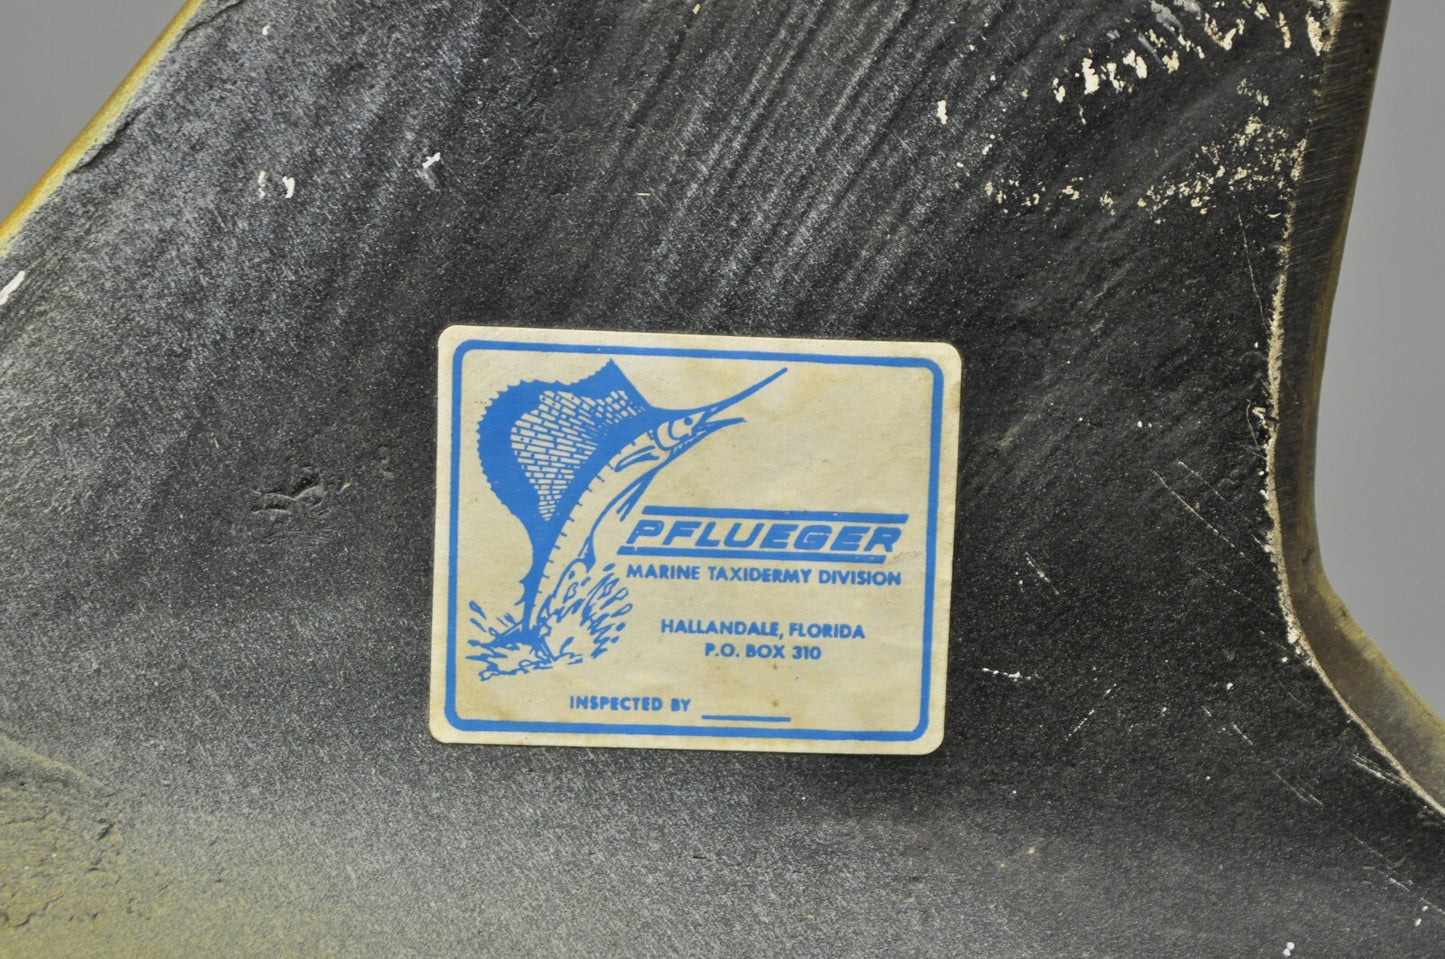 PFLUEGER
MARINE TAXIDERMY DIVISION
HALLANDALE, FLORIDA
P.O. BOX 310
INSPECTED BY